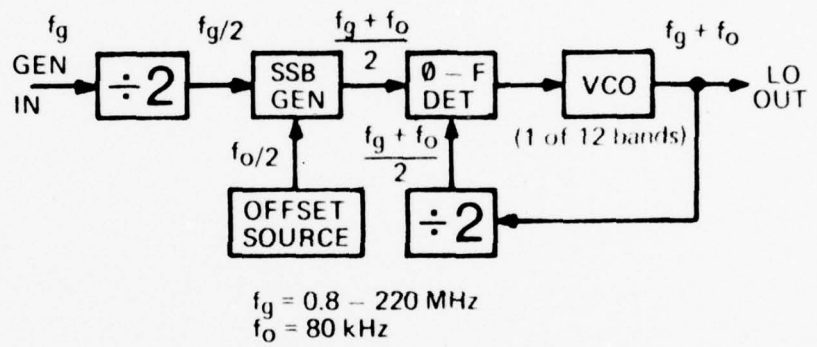 fg
GEN
IN
÷2
fg/2
SSB
GEN
fg + fo
2
Ø – F
DET
VCO
(1 of 12 bands)
fg + fo
LO
OUT
fo/2
OFFSET
SOURCE
fg + fo
2
÷2
fg = 0.8 – 220 MHz
fo = 80 kHz